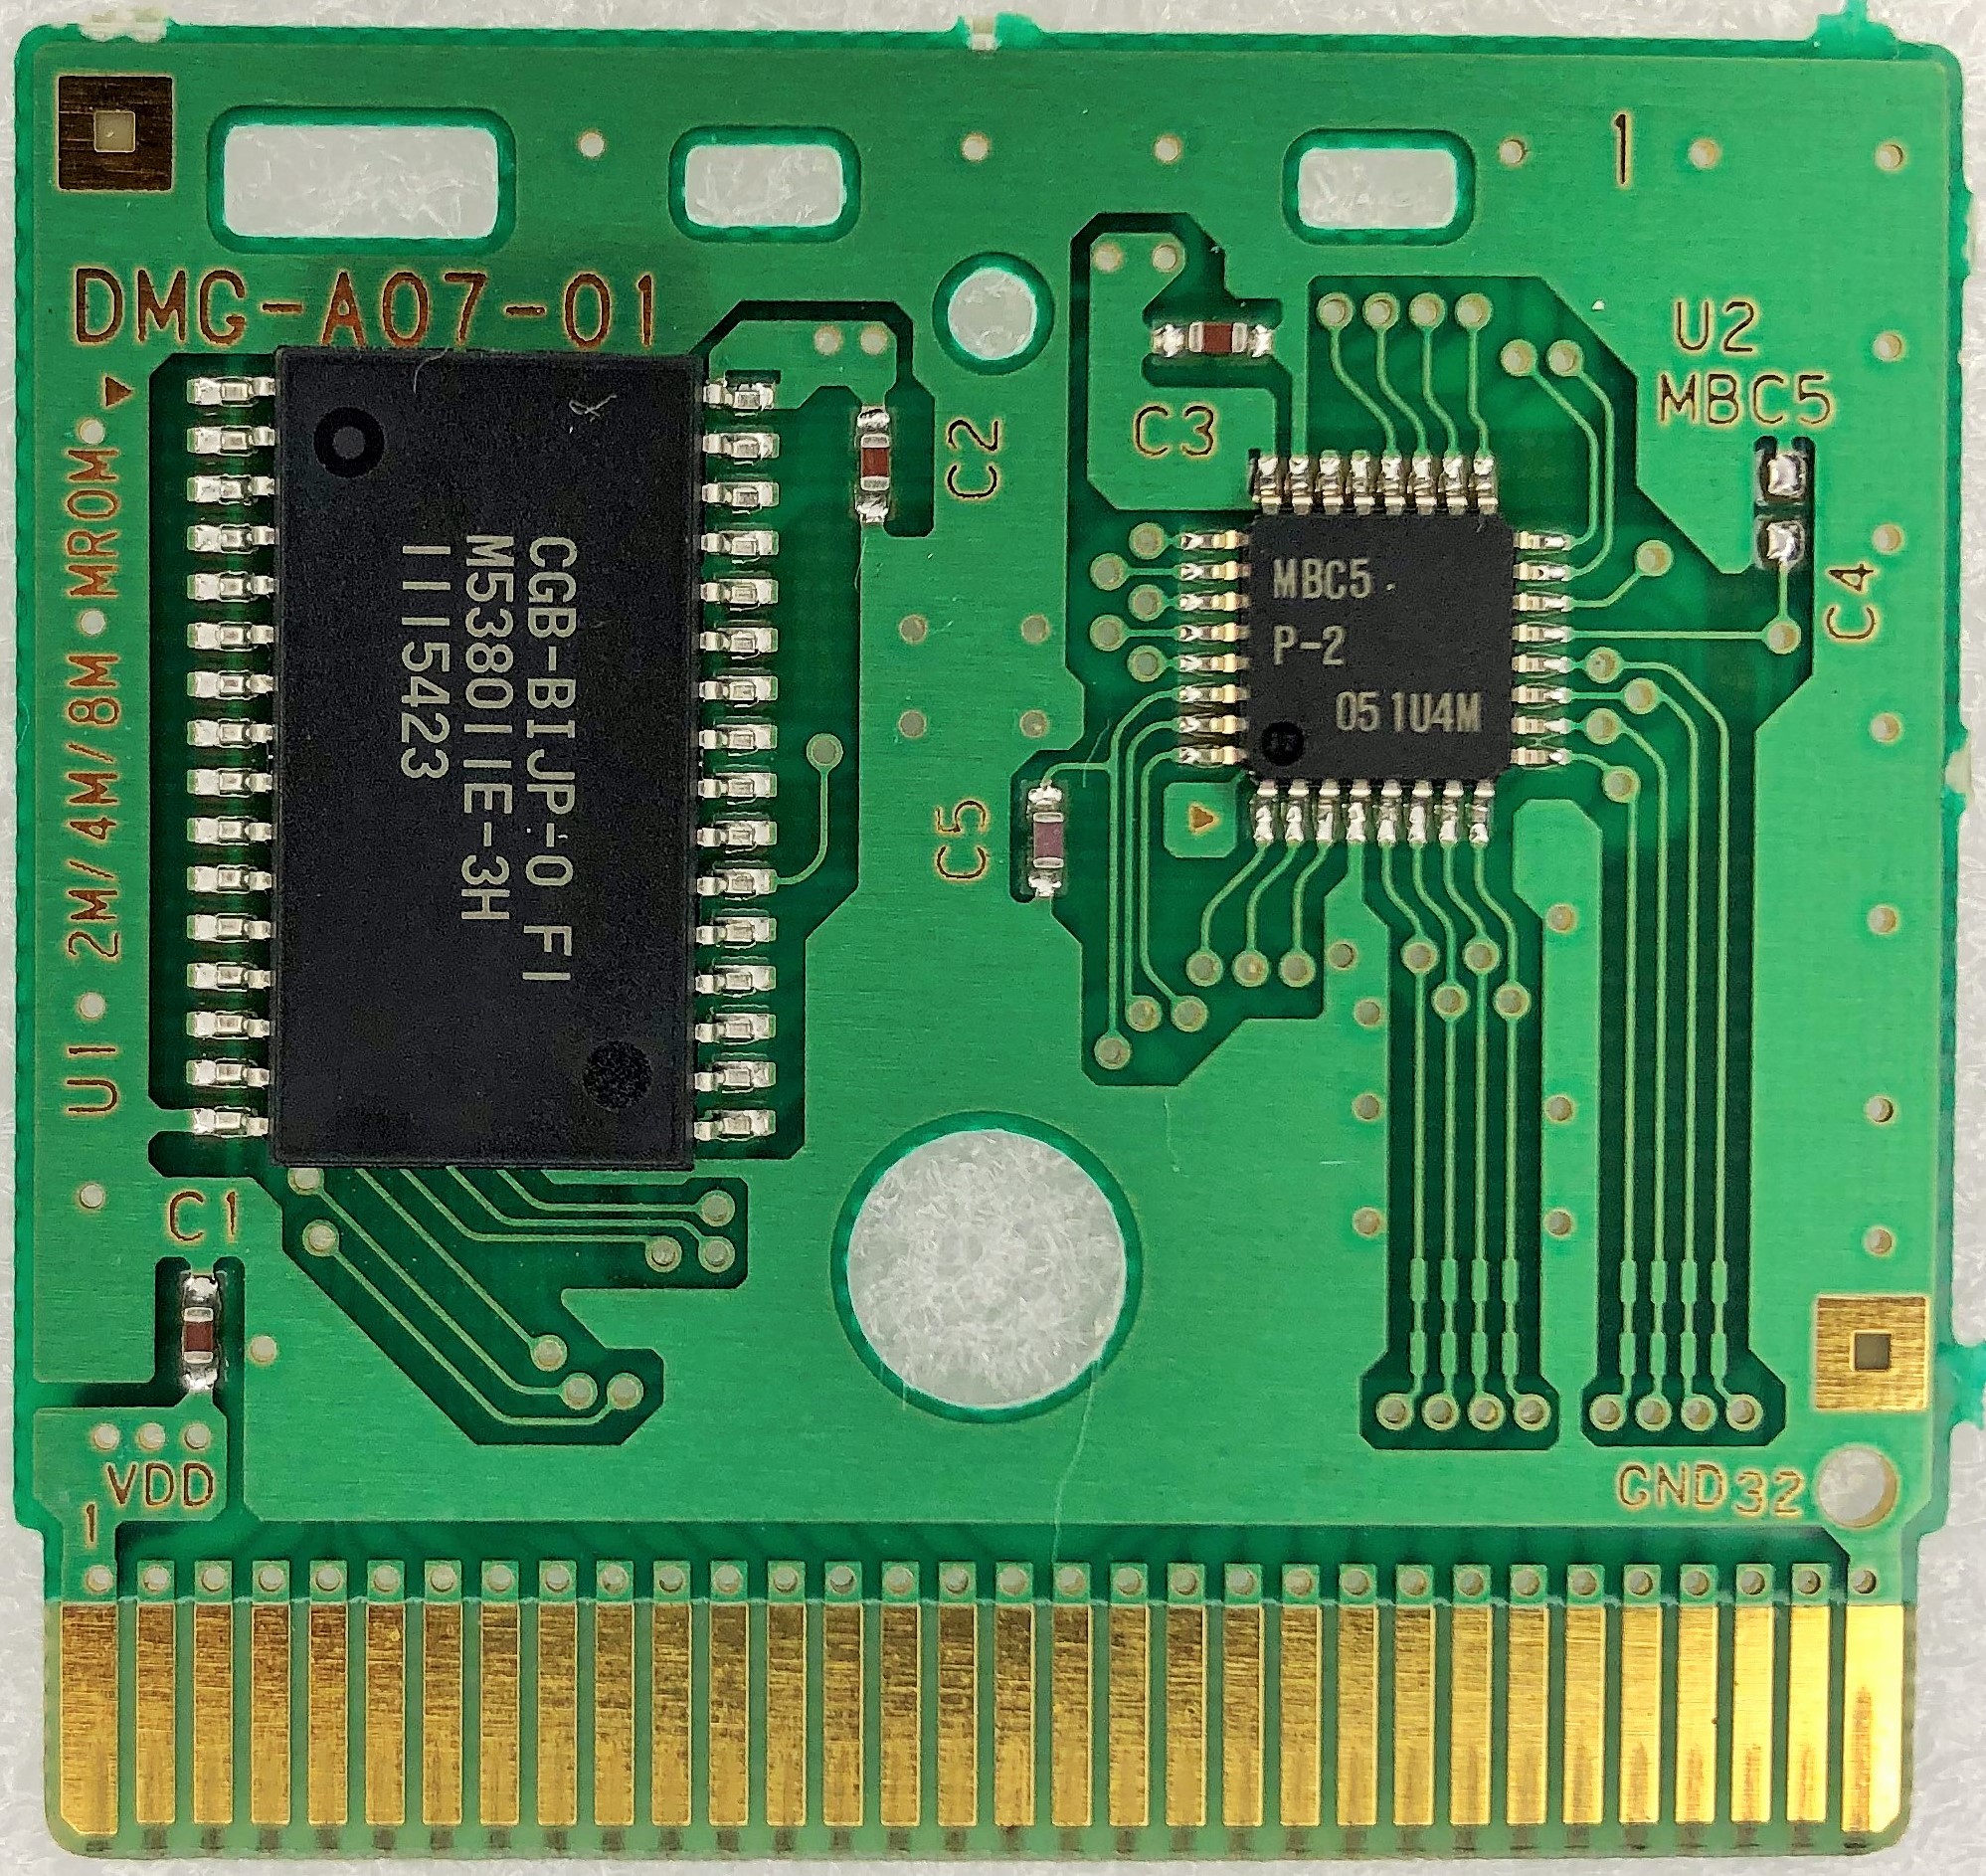 1
DMG-A07-01
U1 2M/4M/8M MROM
CGB-BIJP-0 F1
M538011E-3H
1115423
C2
C3
U2
MBC5
MBC5
P-2
051U4M
C4
C5
C1
VDD
1
GND32